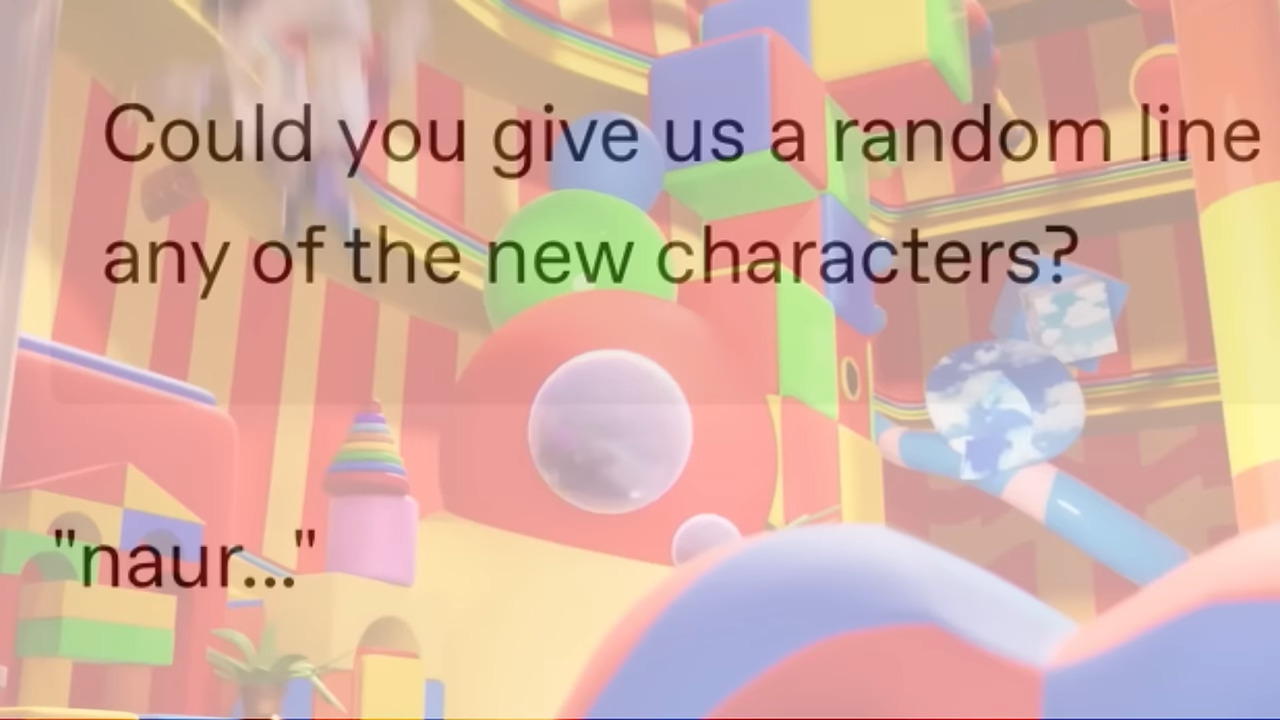 Could you give us a random line
any of the new characters?
"naur..."